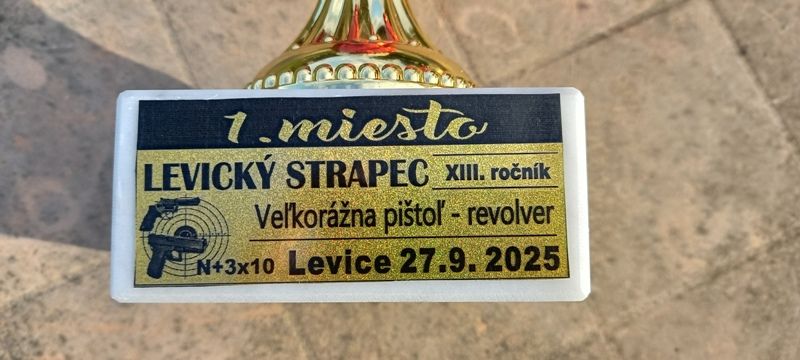 1. miesto
LEVICKÝ STRAPEC XIII. ročník
Veľkorážna pištoľ - revolver
N+3x10 Levice 27.9. 2025